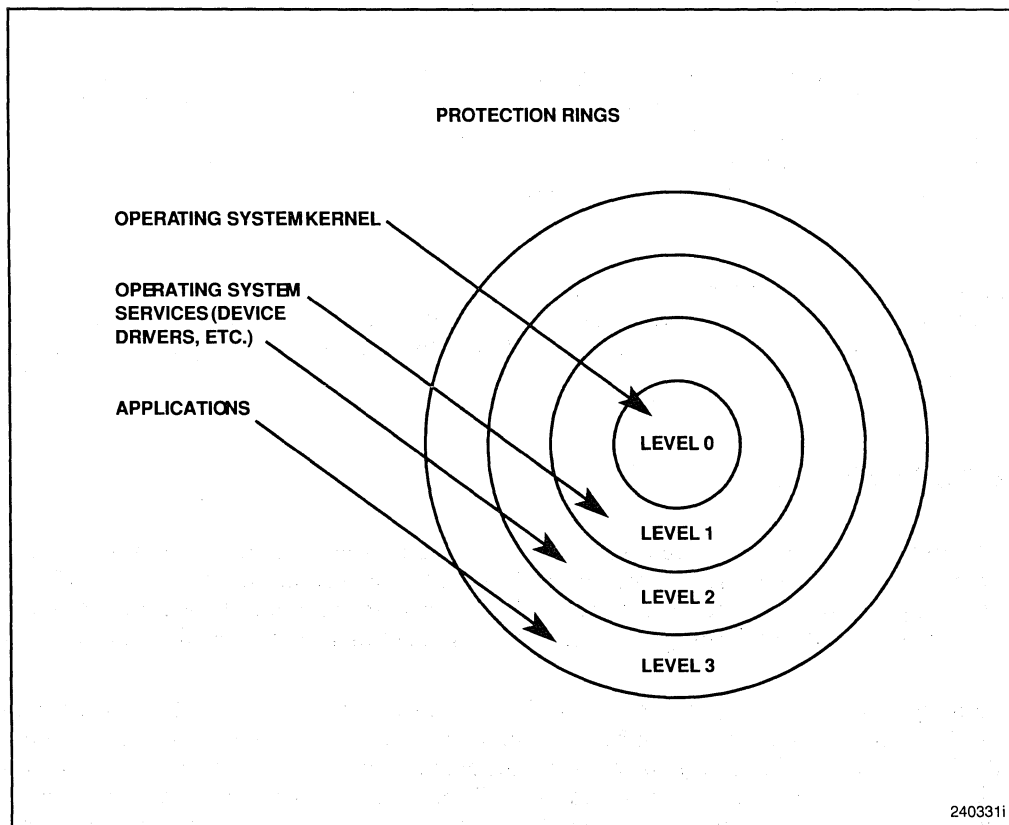 PROTECTION RINGS
OPERATING SYSTEM KERNEL
OPERATING SYSTEM
SERVICES (DEVICE
DRIVERS, ETC.)
APPLICATIONS
LEVEL 0
LEVEL 1
LEVEL 2
LEVEL 3
240331i